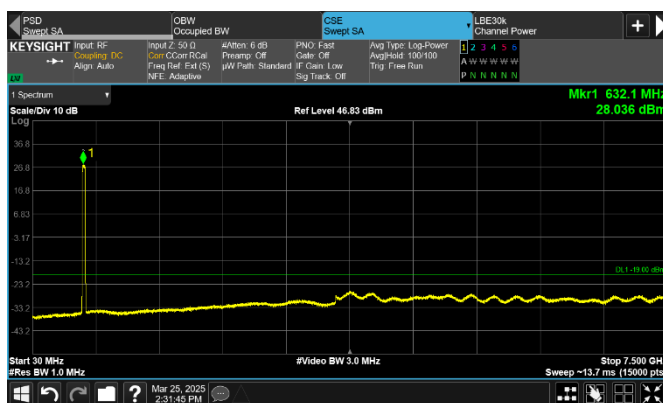 PSD
Swept SA
OBW
Occupied BW
CSE
Swept SA
LBE30k
Channel Power
KEYSIGHT
Input: RF
Coupling: DC
Align: Auto
Input Z: 50 Ω
Corr CCorr RCal
Freq Ref: Ext (S)
NFE: Adaptive
#Atten: 6 dB
Preamp: Off
µW Path: Standard
PNO: Fast
Gate: Off
IF Gain: Low
Sig Track: Off
Avg Type: Log-Power
Avg|Hold: 100/100
Trig: Free Run
1 2 3 4 5 6
A W W W W W
P N N N N N
LXI
1 Spectrum
Scale/Div 10 dB
Ref Level 46.83 dBm
Mkr1 632.1 MHz
28.036 dBm
Log
36.8
26.8
16.8
6.83
-3.17
-13.2
-23.2
-33.2
-43.2
1
DL1 -19.00 dBm
Start 30 MHz
#Res BW 1.0 MHz
#Video BW 3.0 MHz
Stop 7.500 GH
Sweep ~13.7 ms (15000 pts
?
Mar 25, 2025
2:31:45 PM